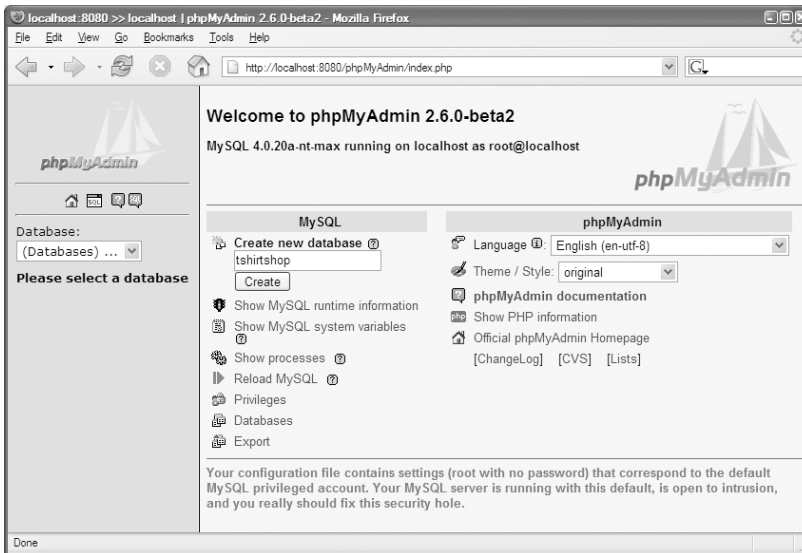 localhost:8080 >> localhost | phpMyAdmin 2.6.0-beta2 - Mozilla Firefox
File Edit View Go Bookmarks Tools Help
http://localhost:8080/phpMyAdmin/index.php
G
phpMyAdmin
SQL
Database:
(Databases) ...
Please select a database
Welcome to phpMyAdmin 2.6.0-beta2
MySQL 4.0.20a-nt-max running on localhost as root@localhost
phpMyAdmin
MySQL
Create new database
tshirtshop
Create
Show MySQL runtime information
Show MySQL system variables
Show processes
Reload MySQL
Privileges
Databases
Export
phpMyAdmin
Language : English (en-utf-8)
Theme / Style: original
phpMyAdmin documentation
php Show PHP information
Official phpMyAdmin Homepage
[ChangeLog] [CVS] [Lists]
Your configuration file contains settings (root with no password) that correspond to the default
MySQL privileged account. Your MySQL server is running with this default, is open to intrusion,
and you really should fix this security hole.
Done